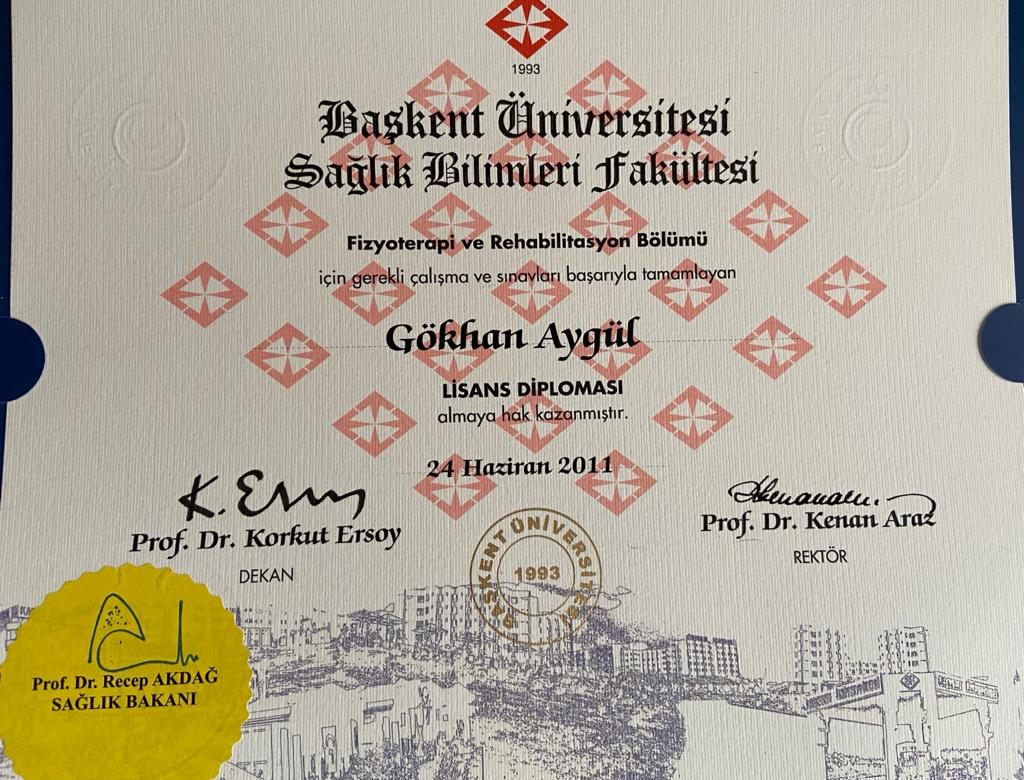 1993
Başkent Üniversitesi
Sağlık Bilimleri Fakültesi
Fizyoterapi ve Rehabilitasyon Bölümü
için gerekli çalışma ve sınavları başarıyla tamamlayan
Gökhan Aygül
LİSANS DİPLOMASI
almaya hak kazanmıştır.
24 Haziran 2011
K. Ersoy
Prof. Dr. Korkut Ersoy
DEKAN
Prof. Dr. Kenan Araz
REKTÖR
BAŞKENT ÜNİVERSİTESİ
1993
Prof. Dr. Recep AKDAĞ
SAĞLIK BAKANI